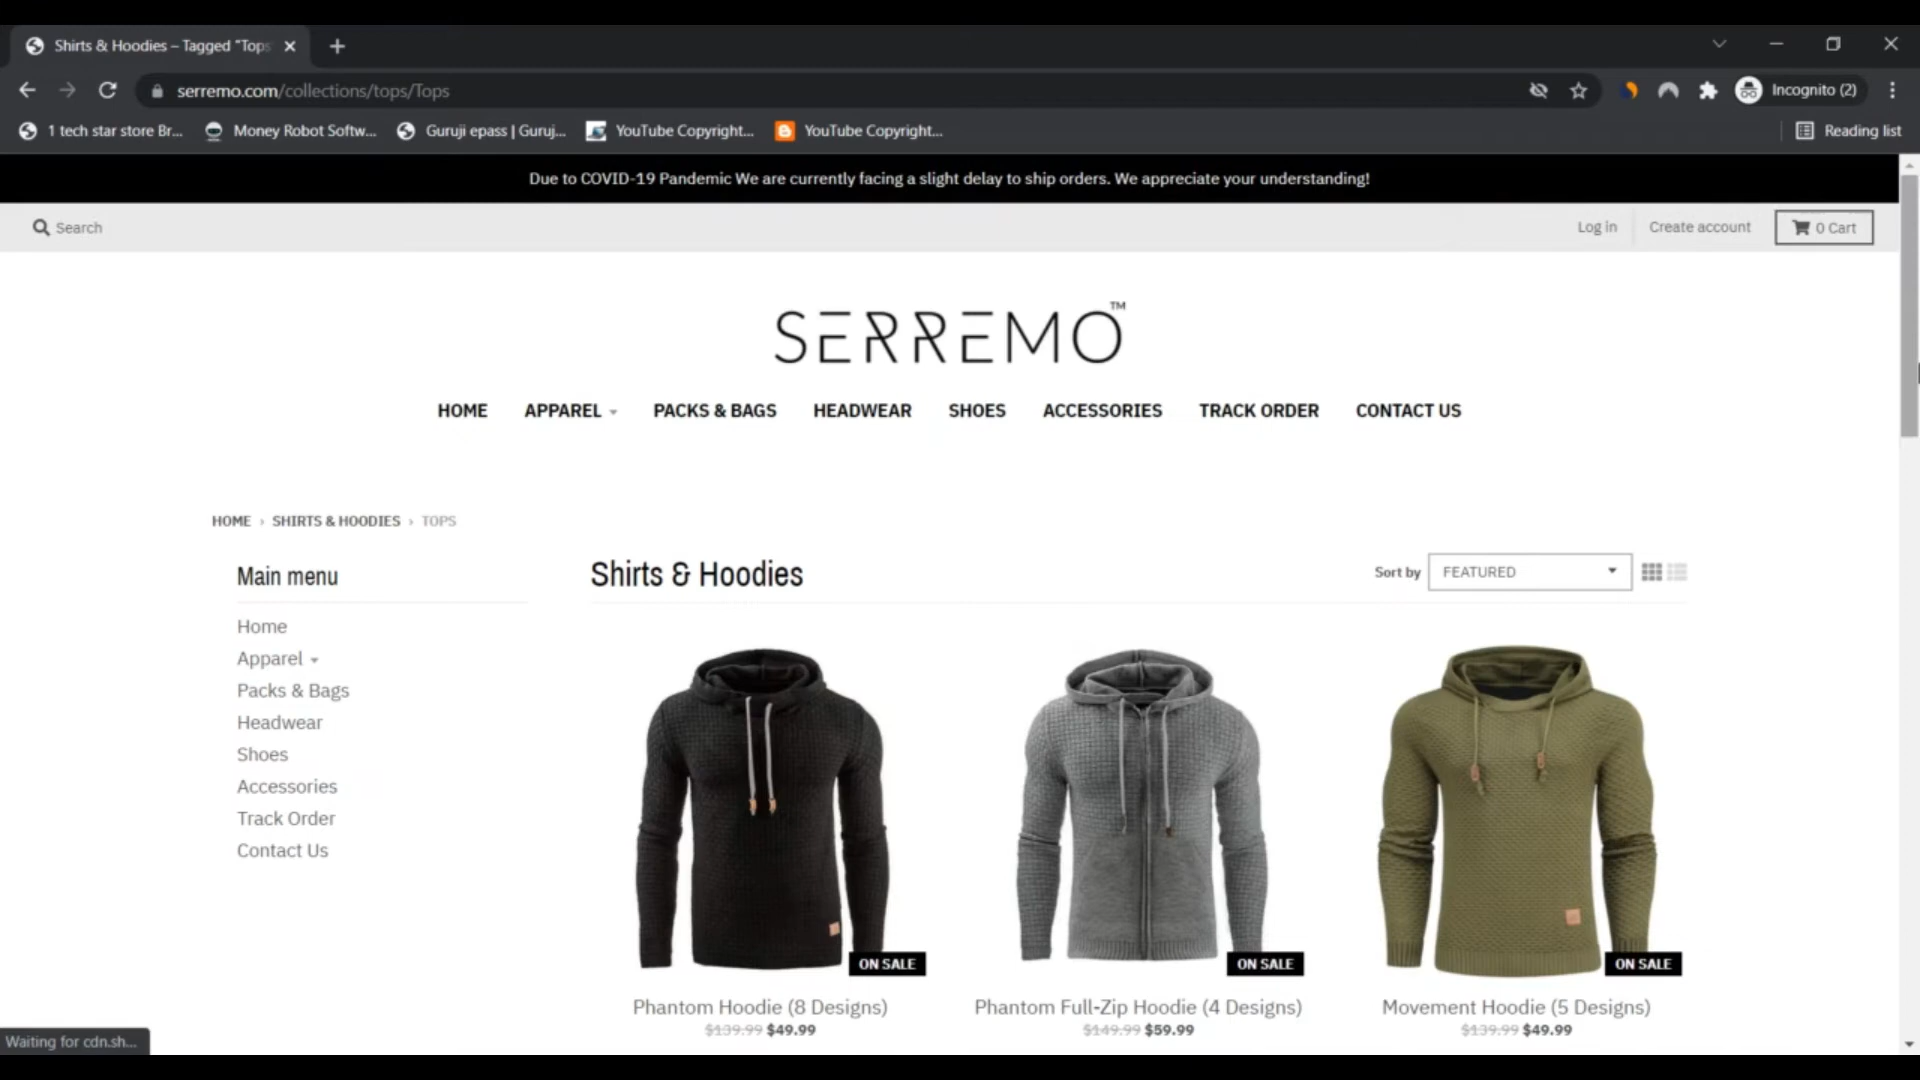 Shirts & Hoodies – Tagged "Tops
serremo.com/collections/tops/Tops
Incognito (2)
1 tech star store Br...
Money Robot Softw...
Guruji epass | Guruj...
YouTube Copyright...
YouTube Copyright...
Reading list
Due to COVID-19 Pandemic We are currently facing a slight delay to ship orders. We appreciate your understanding!
Search
Log in
Create account
0 Cart
SERREMO™
HOME APPAREL PACKS & BAGS HEADWEAR SHOES ACCESSORIES TRACK ORDER CONTACT US
HOME › SHIRTS & HOODIES › TOPS
Main menu
Home
Apparel
Packs & Bags
Headwear
Shoes
Accessories
Track Order
Contact Us
Shirts & Hoodies
Sort by FEATURED
ON SALE
Phantom Hoodie (8 Designs)
$139.99 $49.99
ON SALE
Phantom Full-Zip Hoodie (4 Designs)
$149.99 $59.99
ON SALE
Movement Hoodie (5 Designs)
$139.99 $49.99
Waiting for cdn.sh...